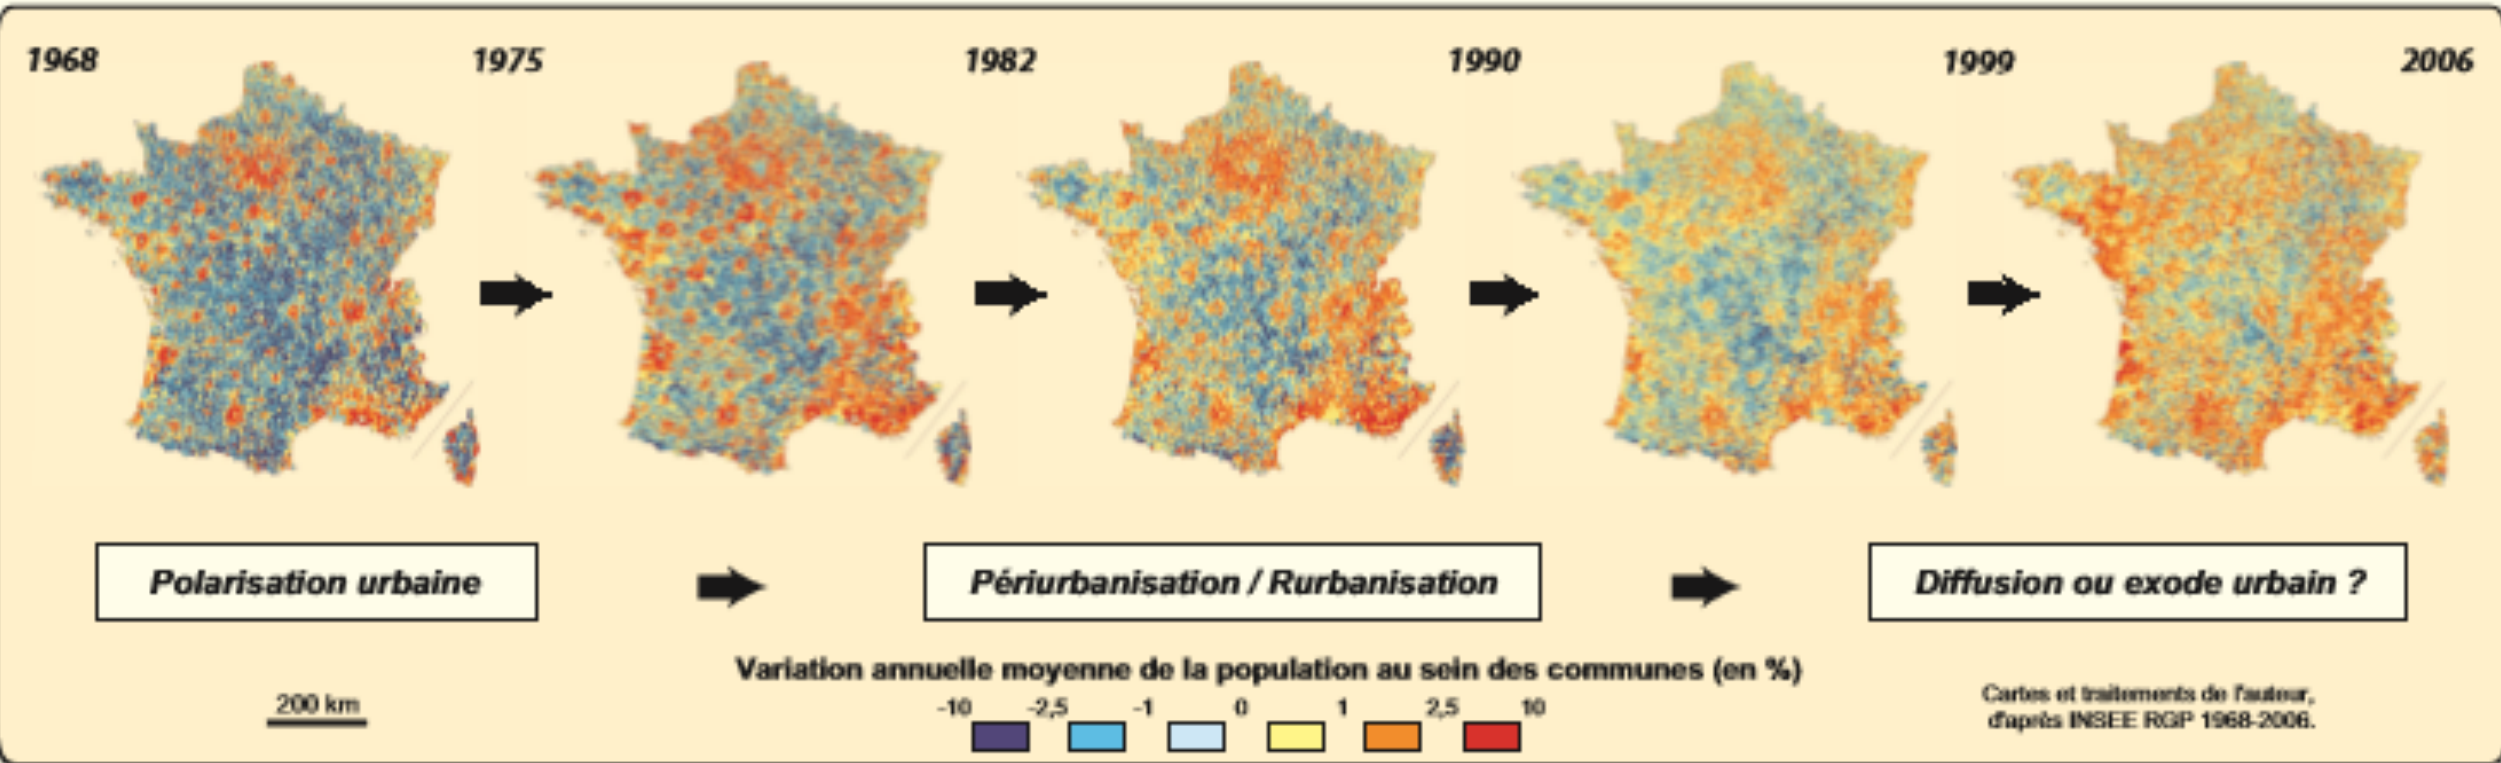 1968 1975 1982 1990 1999 2006
Polarisation urbaine
Périurbanisation / Rurbanisation
Diffusion ou exode urbain ?
Variation annuelle moyenne de la population au sein des communes (en %)
-10 -2,5 -1 0 1 2,5 10
200 km
Cartes et traitements de l'auteur,
d'après INSEE RGP 1968-2006.